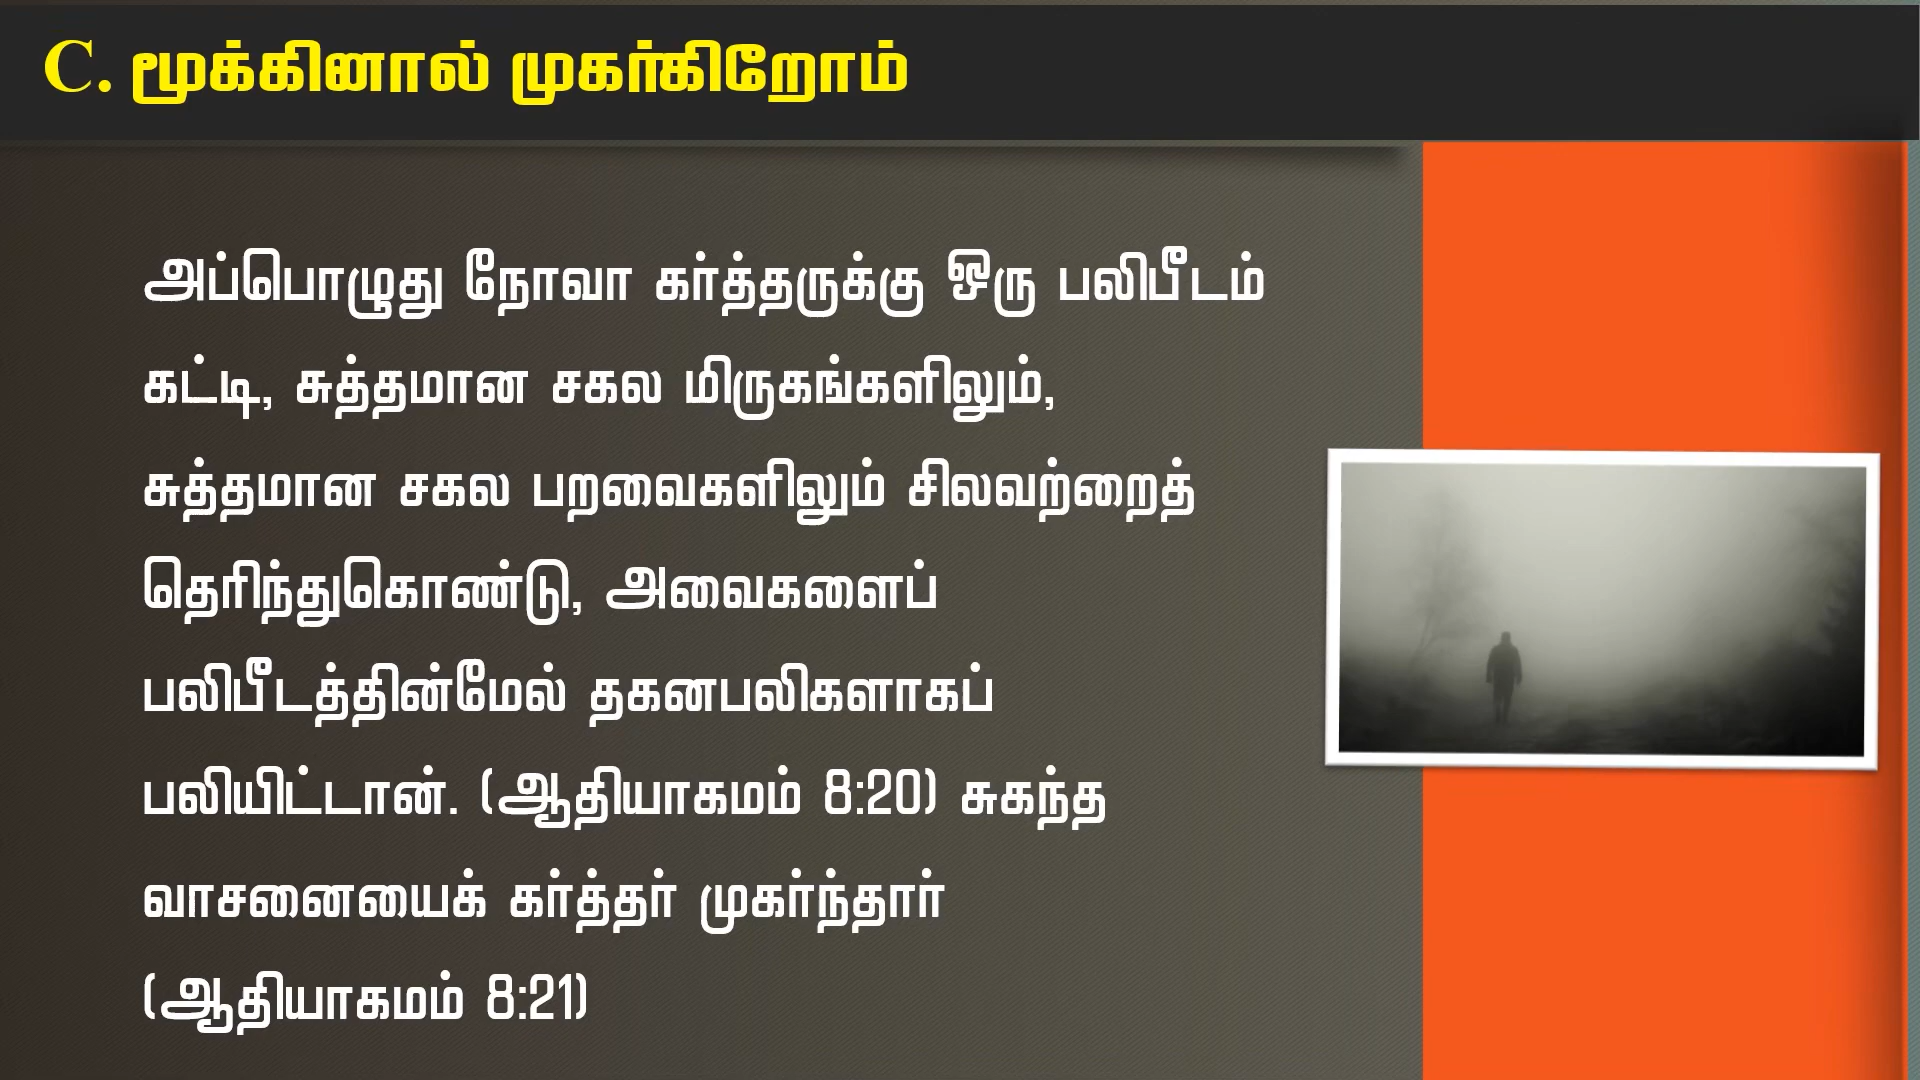 C. மூக்கினால் முகர்கிறோம்
அப்பொழுது நோவா கர்த்தருக்கு ஒரு பலிபீடம்
கட்டி, சுத்தமான சகல மிருகங்களிலும்,
சுத்தமான சகல பறவைகளிலும் சிலவற்றைத்
தெரிந்துகொண்டு, அவைகளைப்
பலிபீடத்தின்மேல் தகனபலிகளாகப்
பலியிட்டான். (ஆதியாகமம் 8:20) சுகந்த
வாசனையைக் கர்த்தர் முகர்ந்தார்
(ஆதியாகமம் 8:21)